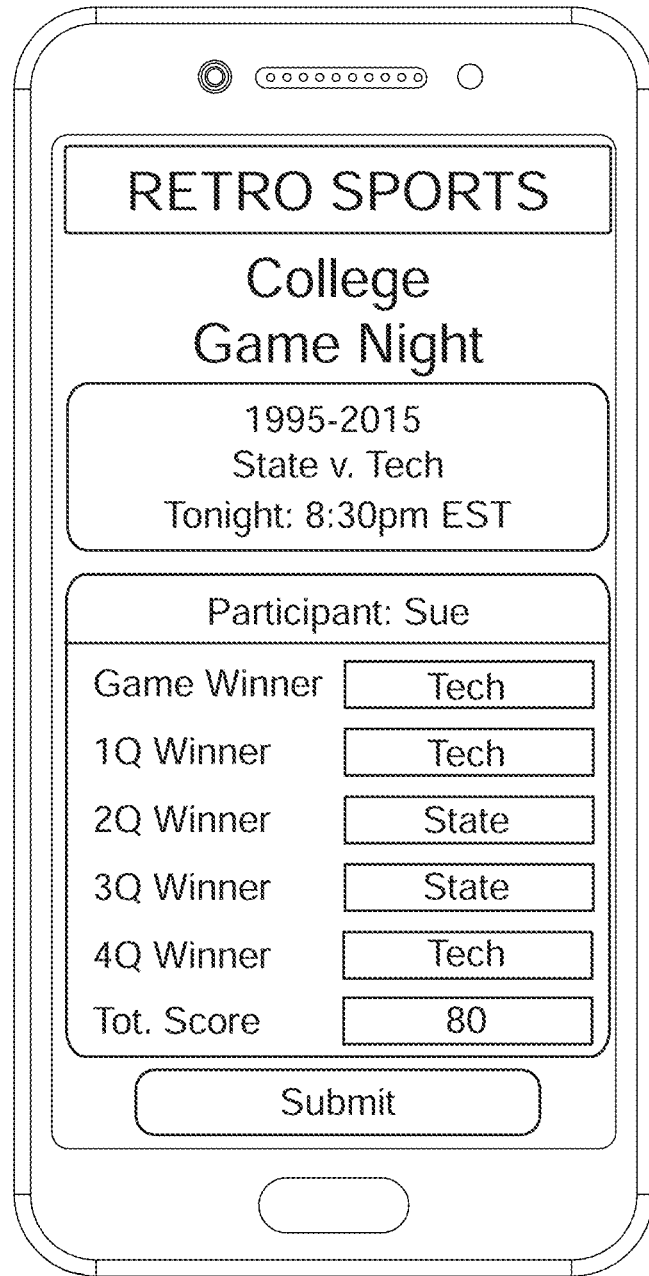 RETRO SPORTS
College
Game Night
1995-2015
State v. Tech
Tonight: 8:30pm EST
Participant: Sue
Game Winner Tech
1Q Winner Tech
2Q Winner State
3Q Winner State
4Q Winner Tech
Tot. Score 80
Submit